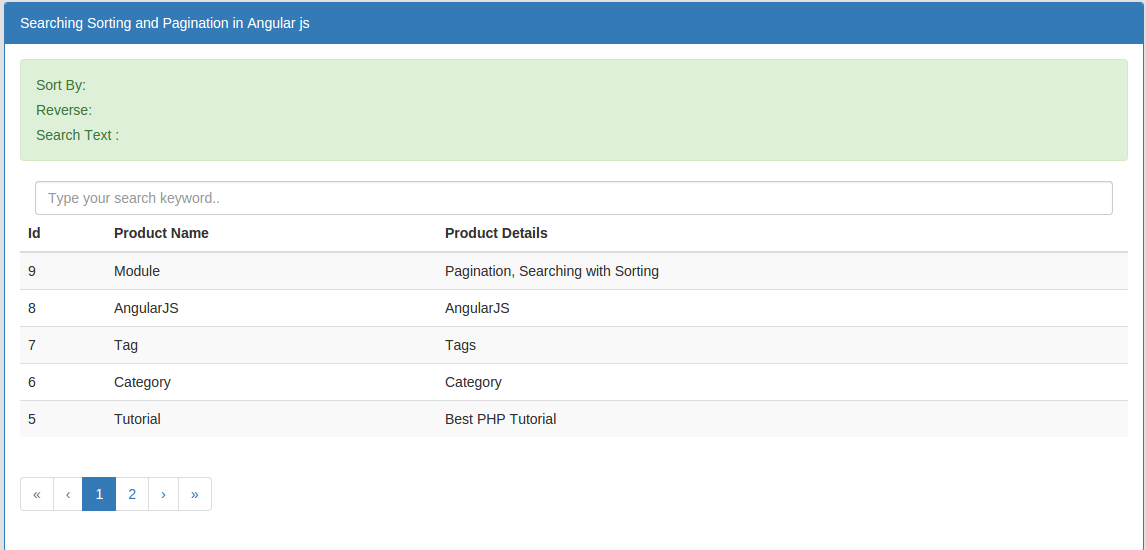 Searching Sorting and Pagination in Angular js
Sort By:
Reverse:
Search Text :
Type your search keyword..
Id Product Name Product Details
9 Module Pagination, Searching with Sorting
8 AngularJS AngularJS
7 Tag Tags
6 Category Category
5 Tutorial Best PHP Tutorial
« ‹ 1 2 › »